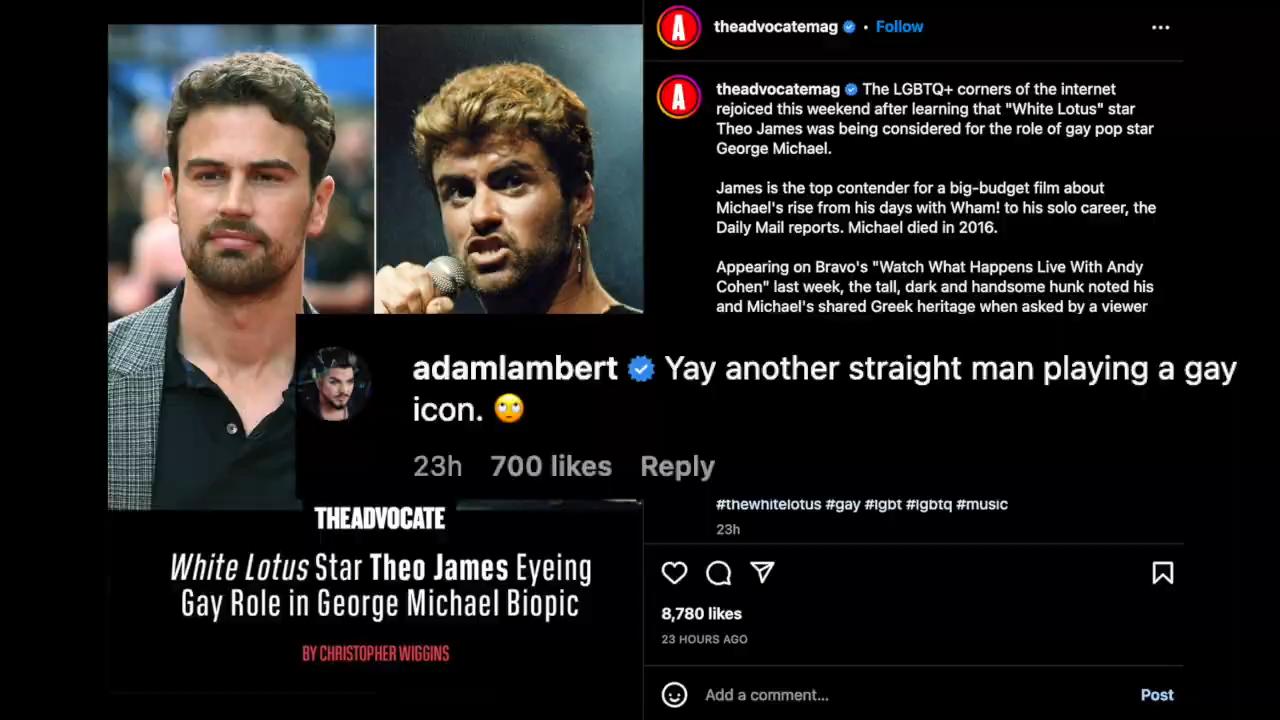 A
theadvocatemag • Follow
A
theadvocatemag The LGBTQ+ corners of the internet
rejoiced this weekend after learning that "White Lotus" star
Theo James was being considered for the role of gay pop star
George Michael.
James is the top contender for a big-budget film about
Michael's rise from his days with Wham! to his solo career, the
Daily Mail reports. Michael died in 2016.
Appearing on Bravo's "Watch What Happens Live With Andy
Cohen" last week, the tall, dark and handsome hunk noted his
and Michael's shared Greek heritage when asked by a viewer
adamlambert Yay another straight man playing a gay
icon. 🙄
23h 700 likes Reply
#thewhitelotus #gay #lgbt #lgbtq #music
23h
THEADVOCATE
White Lotus Star Theo James Eyeing
Gay Role in George Michael Biopic
BY CHRISTOPHER WIGGINS
8,780 likes
23 HOURS AGO
Add a comment...
Post